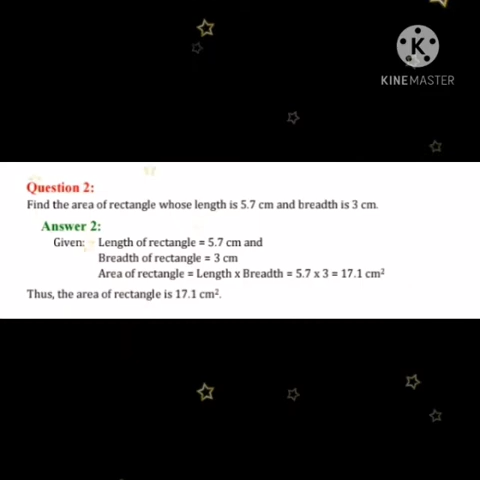 K
KINEMASTER
Question 2:
Find the area of rectangle whose length is 5.7 cm and breadth is 3 cm.
Answer 2:
Given: Length of rectangle = 5.7 cm and
Breadth of rectangle = 3 cm
Area of rectangle = Length x Breadth = 5.7 x 3 = 17.1 cm²
Thus, the area of rectangle is 17.1 cm².